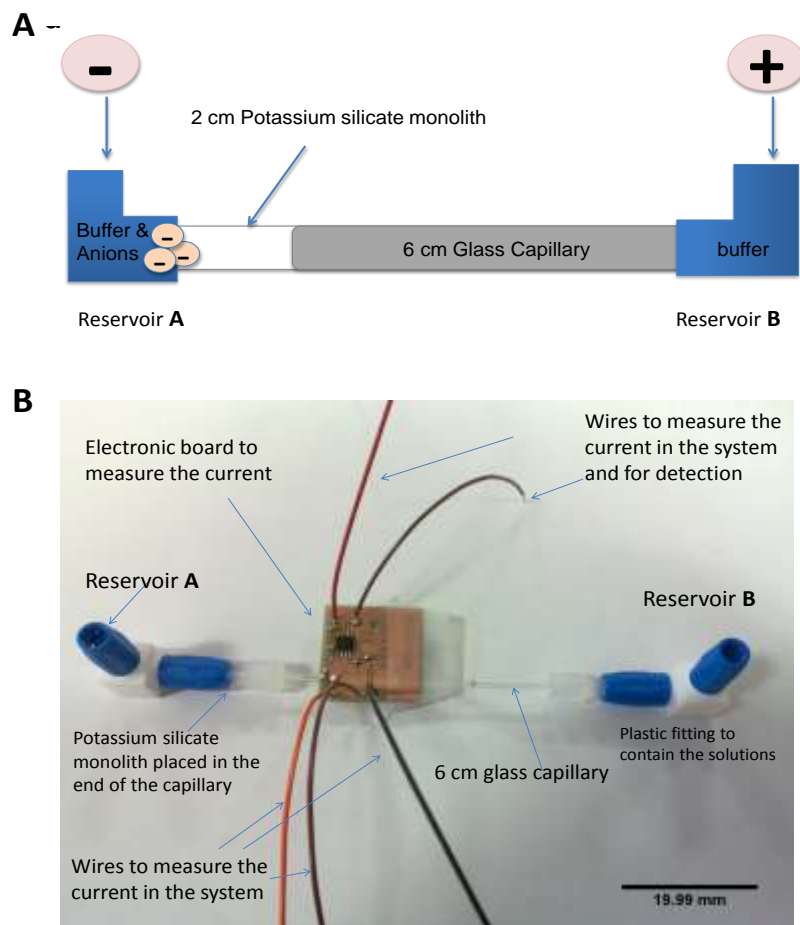 A
-
+
2 cm Potassium silicate monolith
Buffer &
Anions
-
-
-
6 cm Glass Capillary
buffer
Reservoir A
Reservoir B
B
Wires to measure the
current in the system
and for detection
Electronic board to
measure the current
Reservoir A
Reservoir B
Potassium silicate
monolith placed in the
end of the capillary
Plastic fitting to
contain the solutions
6 cm glass capillary
Wires to measure the
current in the system
19.99 mm